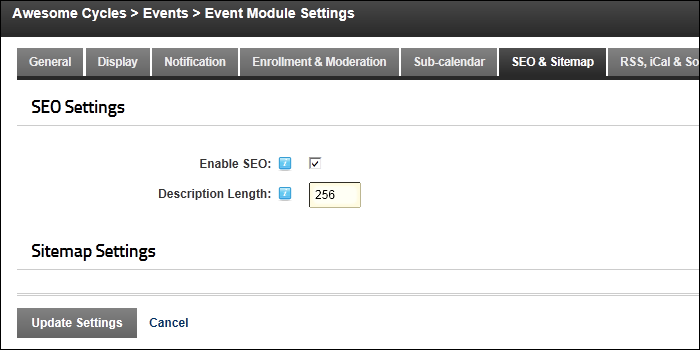 Awesome Cycles > Events > Event Module Settings
General Display Notification Enrollment & Moderation Sub-calendar SEO & Sitemap RSS, iCal & So
SEO Settings
Enable SEO:
Description Length: 256
Sitemap Settings
Update Settings Cancel